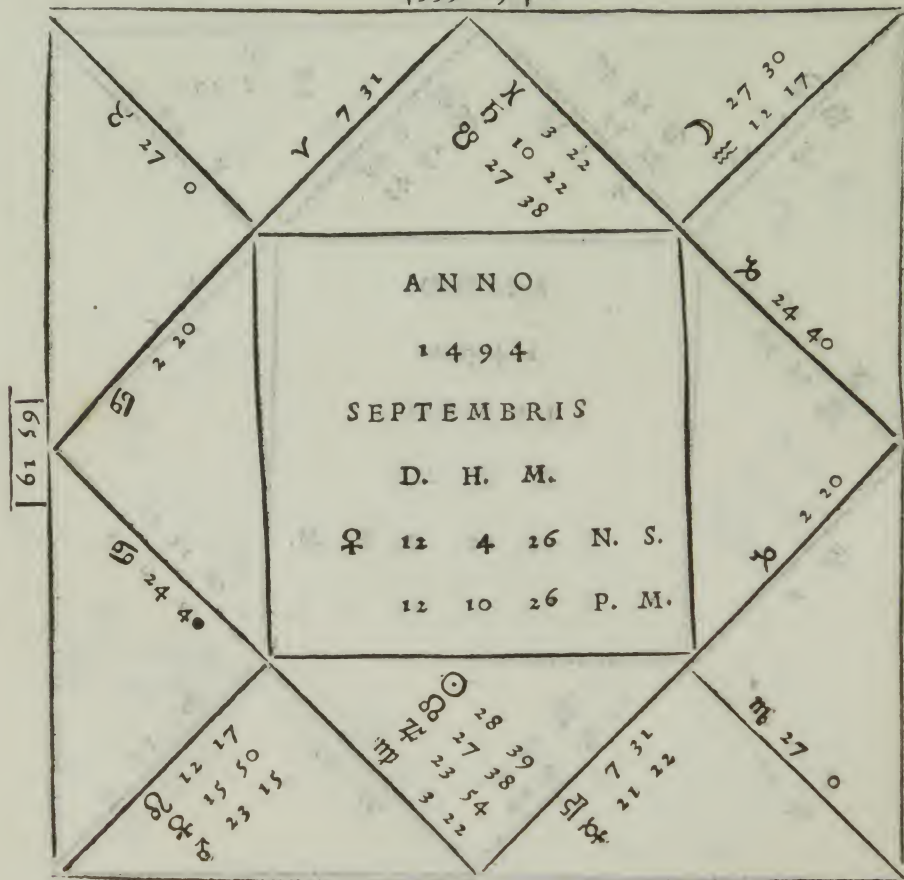 ♉ 27 0
♈ 7 31
♓ 3 22
♄ 10 22
☋ 27 38
☽ 27 30
♒ 12 17
♑ 24 40
♋ 2 20
61 59
ANNO
1494
SEPTEMBRIS
D. H. M.
♀ 12 4 26 N. S.
12 10 26 P. M.
♑ 2 20
♋ 24 4
♌ 12 17
♀ 15 50
♂ 23 15
☉ 28 39
☊ 27 38
♃ 23 54
♍ 3 22
♎ 7 31
☿ 21 22
♏ 27 0